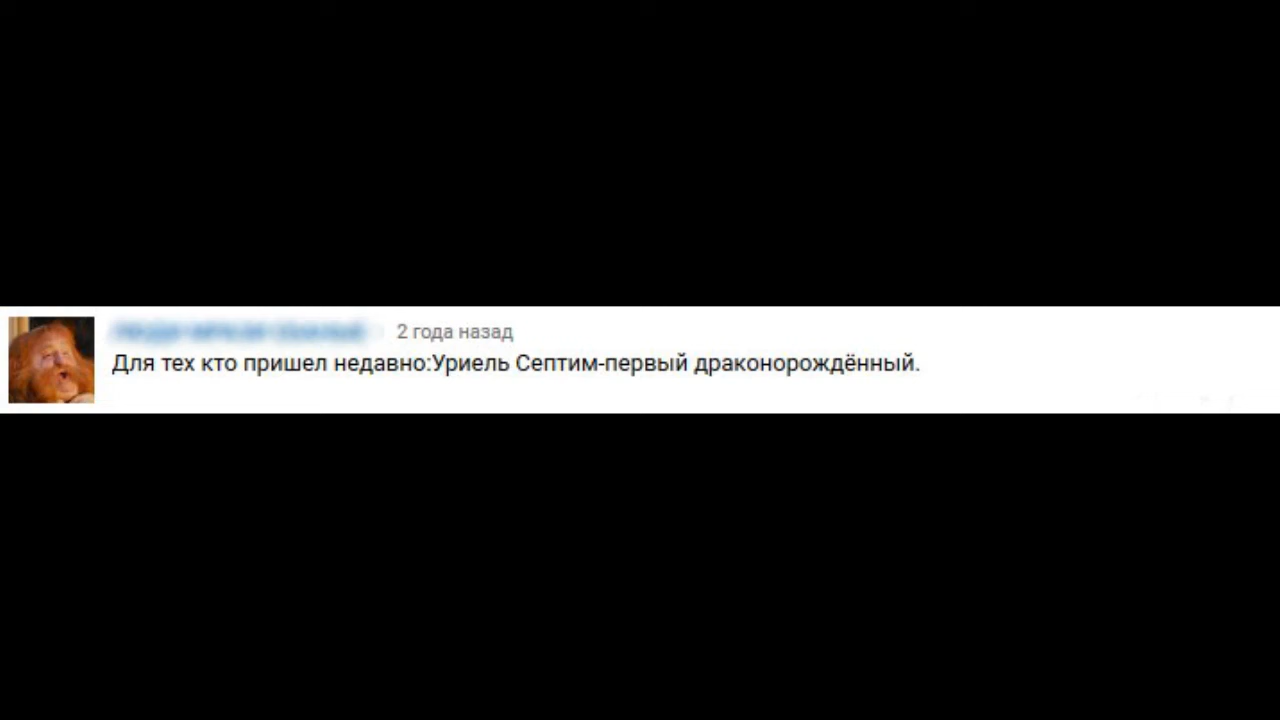 2 года назад
Для тех кто пришел недавно:Уриель Септим-первый драконорождённый.